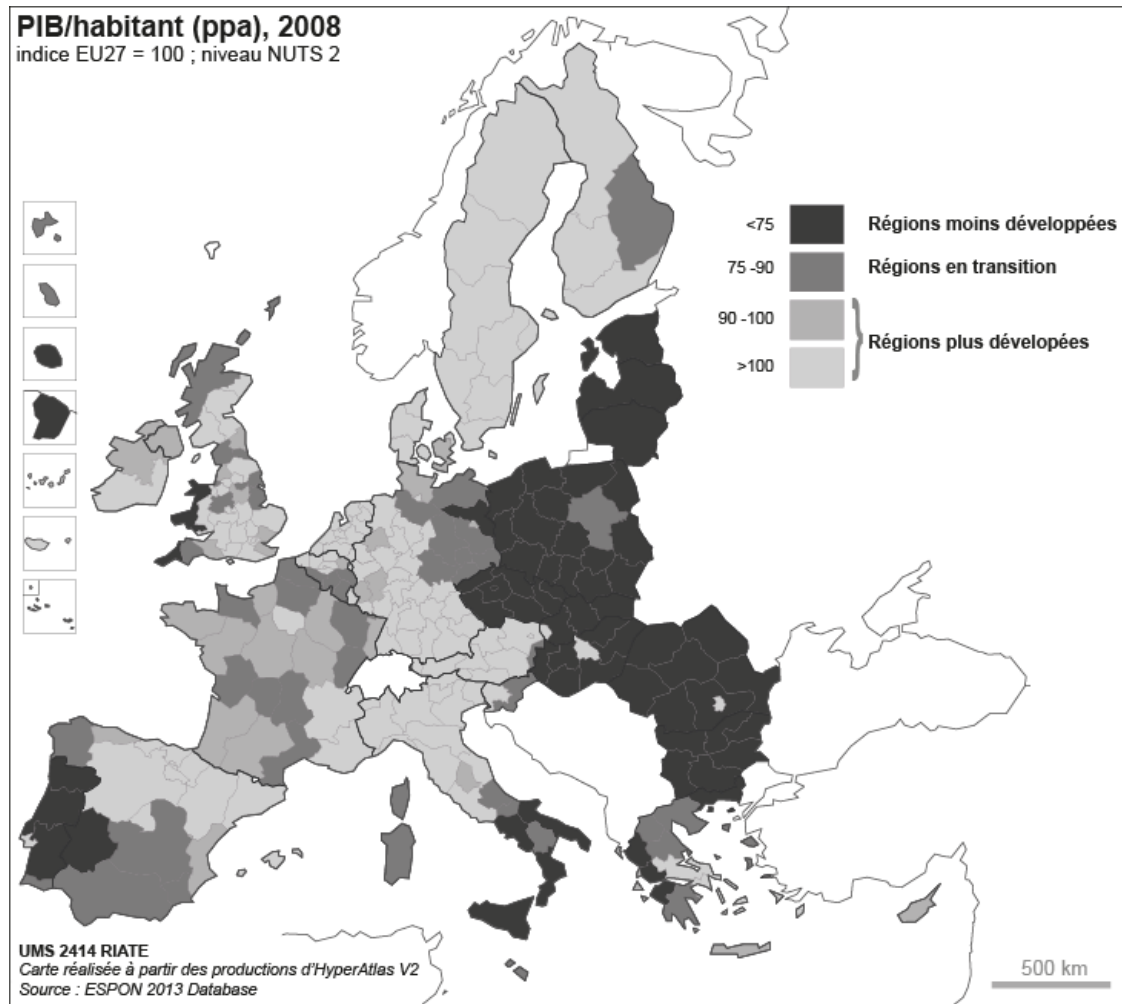 PIB/habitant (ppa), 2008
indice EU27 = 100 ; niveau NUTS 2
<75 Régions moins développées
75 -90 Régions en transition
90 -100
Régions plus dévelopées
>100
UMS 2414 RIATE
Carte réalisée à partir des productions d'HyperAtlas V2
Source : ESPON 2013 Database
500 km